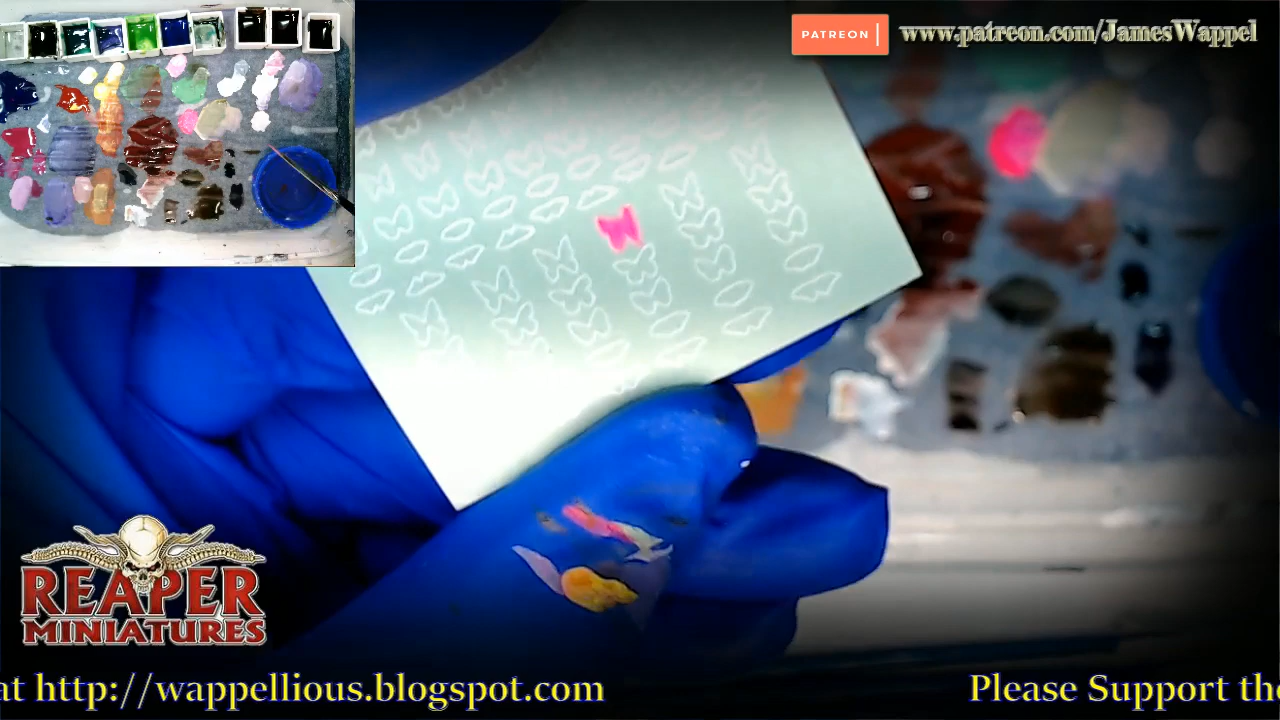 PATREON
www.patreon.com/JamesWappel
REAPER
MINIATURES
at http://wappellious.blogspot.com
Please Support the